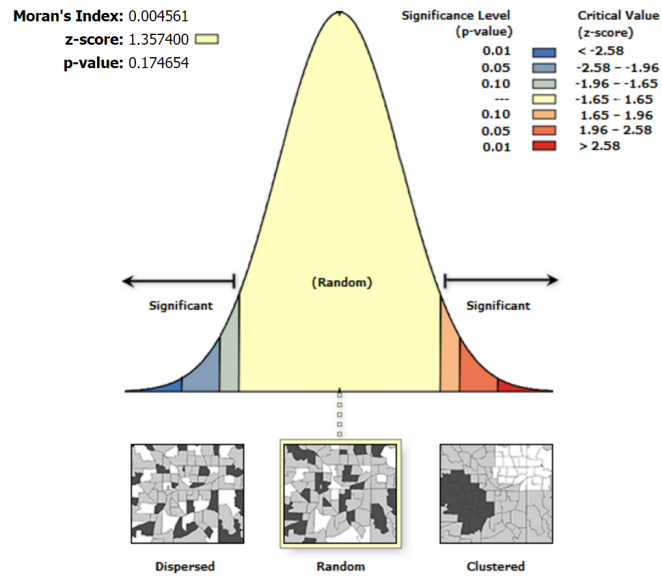 Moran's Index: 0.004561
z-score: 1.357400
p-value: 0.174654
Significance Level
(p-value)
Critical Value
(z-score)
0.01 < -2.58
0.05 -2.58 – -1.96
0.10 -1.96 – -1.65
--- -1.65 – 1.65
0.10 1.65 – 1.96
0.05 1.96 – 2.58
0.01 > 2.58
(Random)
Significant
Significant
Dispersed
Random
Clustered